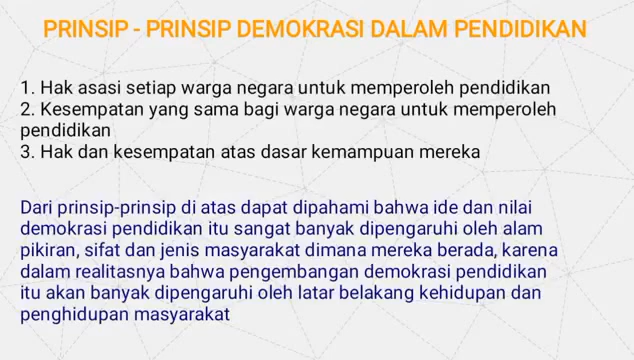 PRINSIP - PRINSIP DEMOKRASI DALAM PENDIDIKAN
1. Hak asasi setiap warga negara untuk memperoleh pendidikan
2. Kesempatan yang sama bagi warga negara untuk memperoleh
pendidikan
3. Hak dan kesempatan atas dasar kemampuan mereka
Dari prinsip-prinsip di atas dapat dipahami bahwa ide dan nilai
demokrasi pendidikan itu sangat banyak dipengaruhi oleh alam
pikiran, sifat dan jenis masyarakat dimana mereka berada, karena
dalam realitasnya bahwa pengembangan demokrasi pendidikan
itu akan banyak dipengaruhi oleh latar belakang kehidupan dan
penghidupan masyarakat